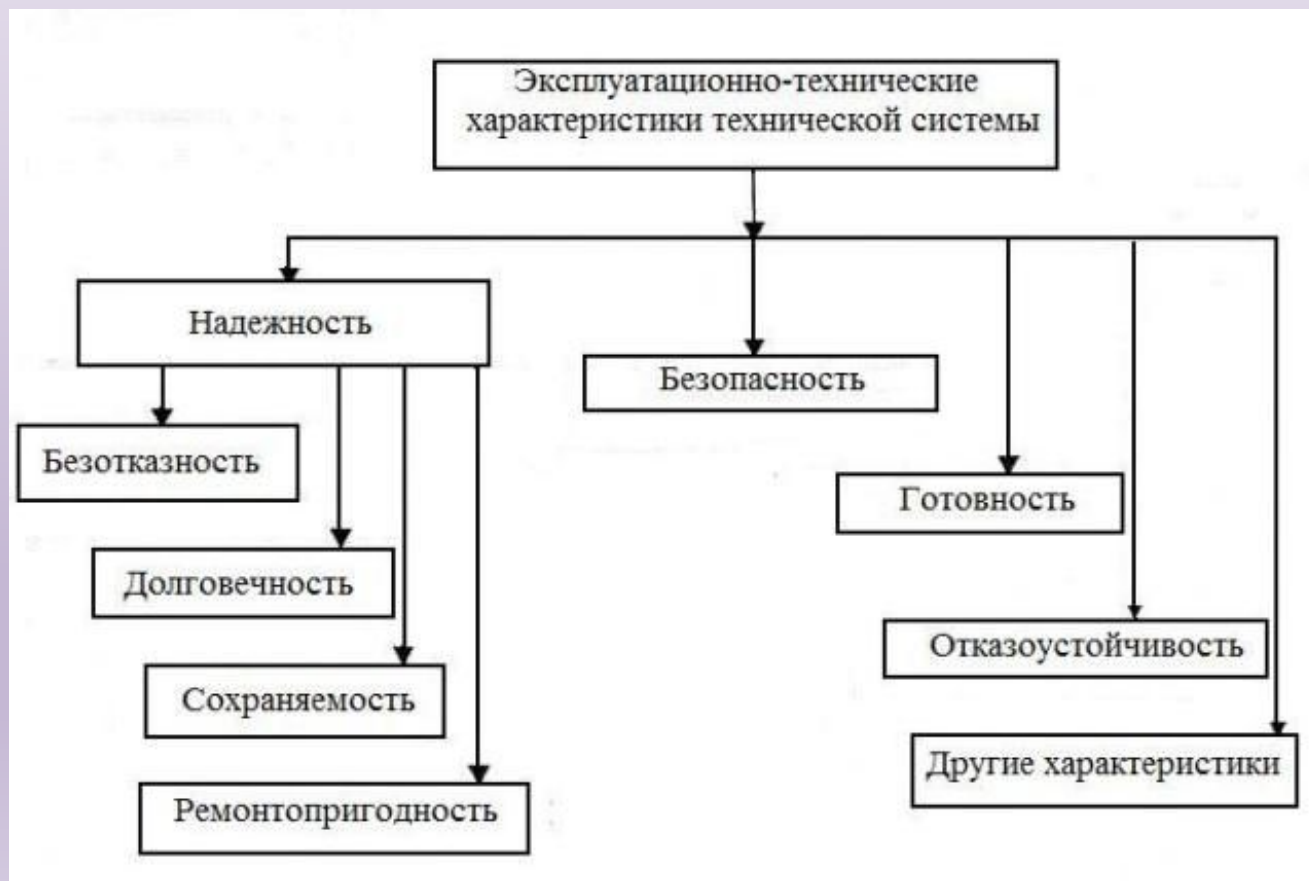 Эксплуатационно-технические
характеристики технической системы
Надежность
Безопасность
Безотказность
Готовность
Долговечность
Отказоустойчивость
Сохраняемость
Другие характеристики
Ремонтопригодность